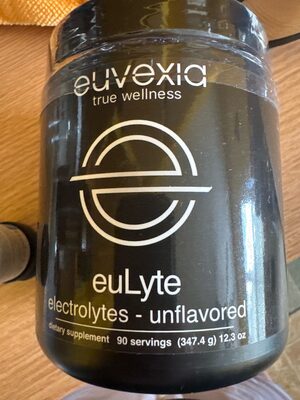 euvexia
true wellness
euLyte
electrolytes - unflavored
dietary supplement 90 servings (347.4 g) 12.3 oz